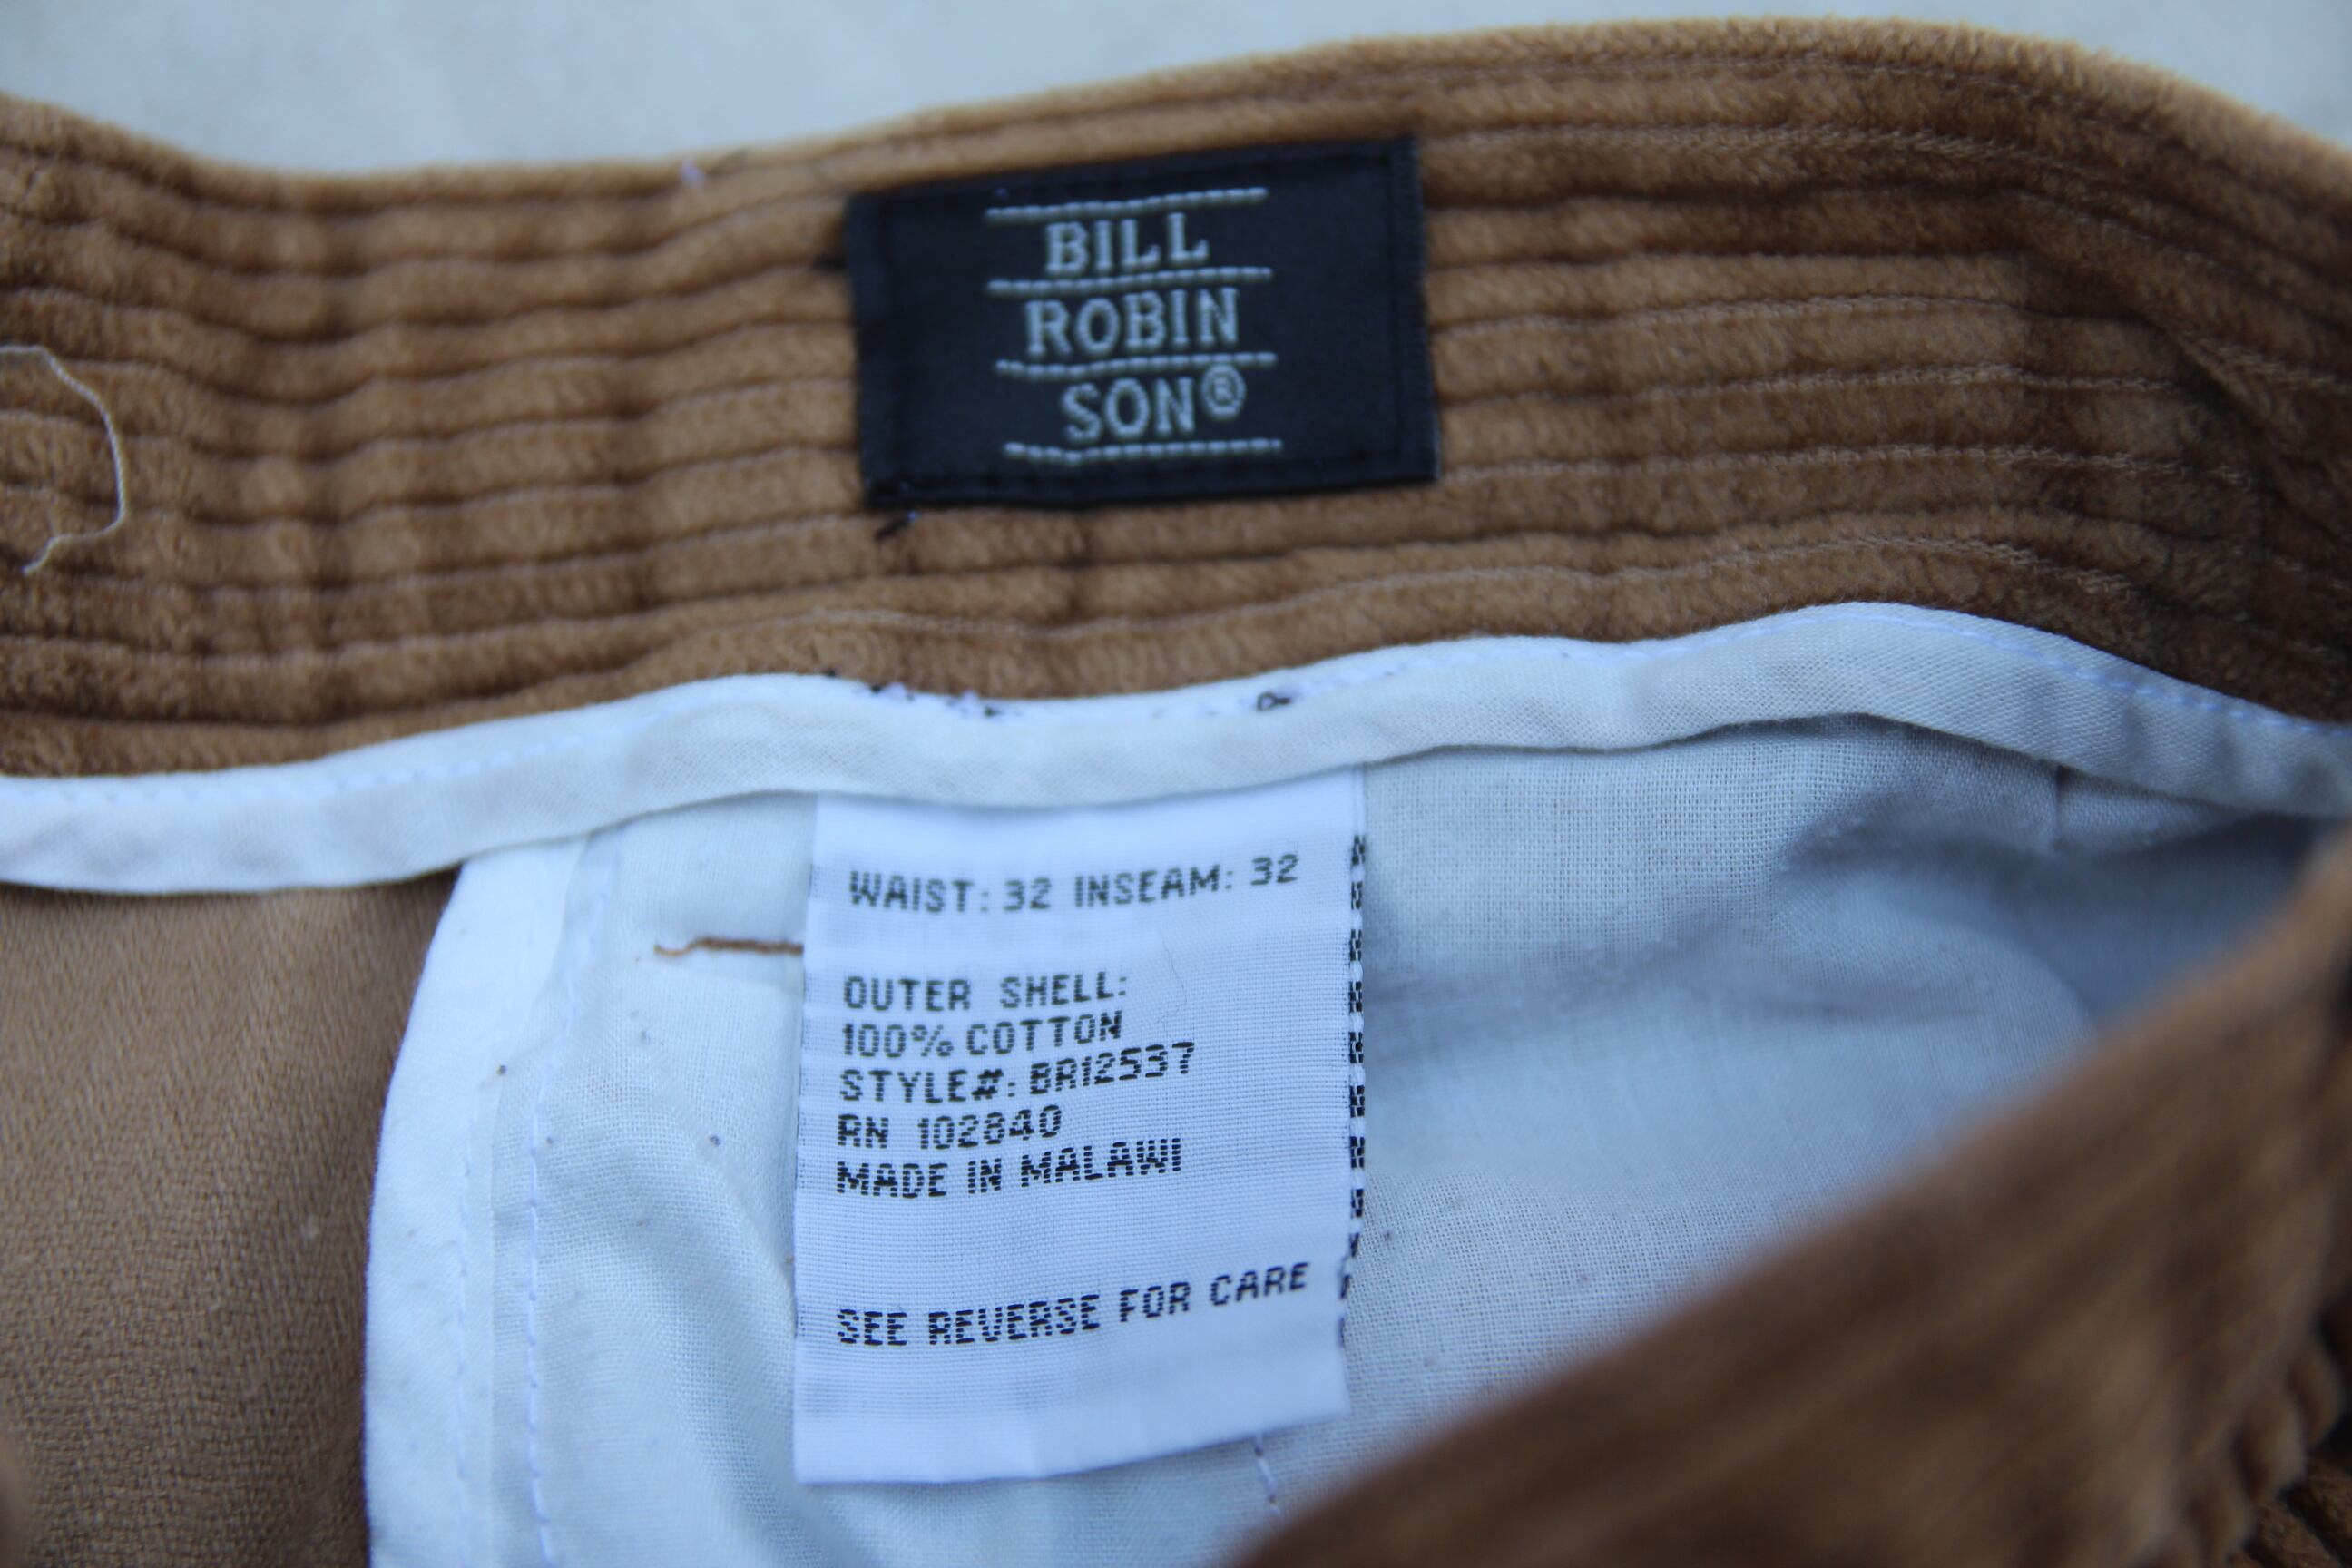 BILL
ROBIN
SON®
WAIST: 32 INSEAM: 32
OUTER SHELL:
100% COTTON
STYLE#: BR12537
RN 102840
MADE IN MALAWI
SEE REVERSE FOR CARE